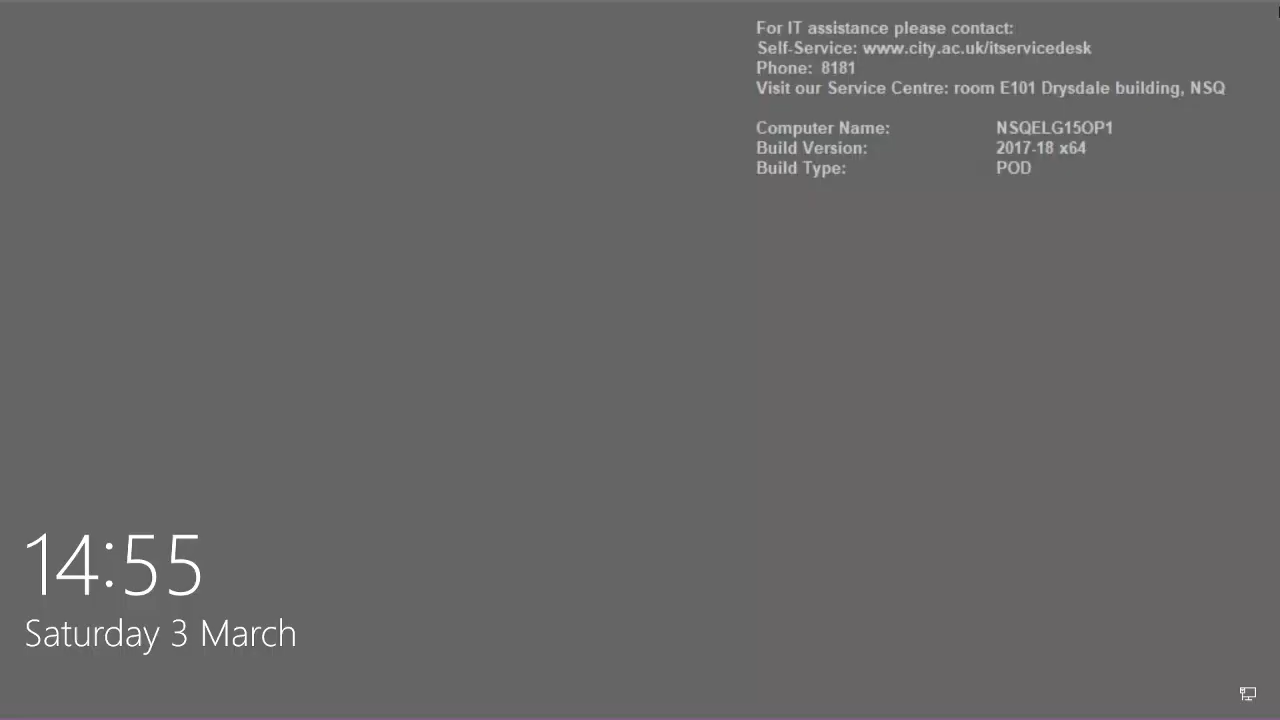 For IT assistance please contact:
Self-Service: www.city.ac.uk/itservicedesk
Phone: 8181
Visit our Service Centre: room E101 Drysdale building, NSQ
Computer Name: NSQELG15OP1
Build Version: 2017-18 x64
Build Type: POD
14:55
Saturday 3 March